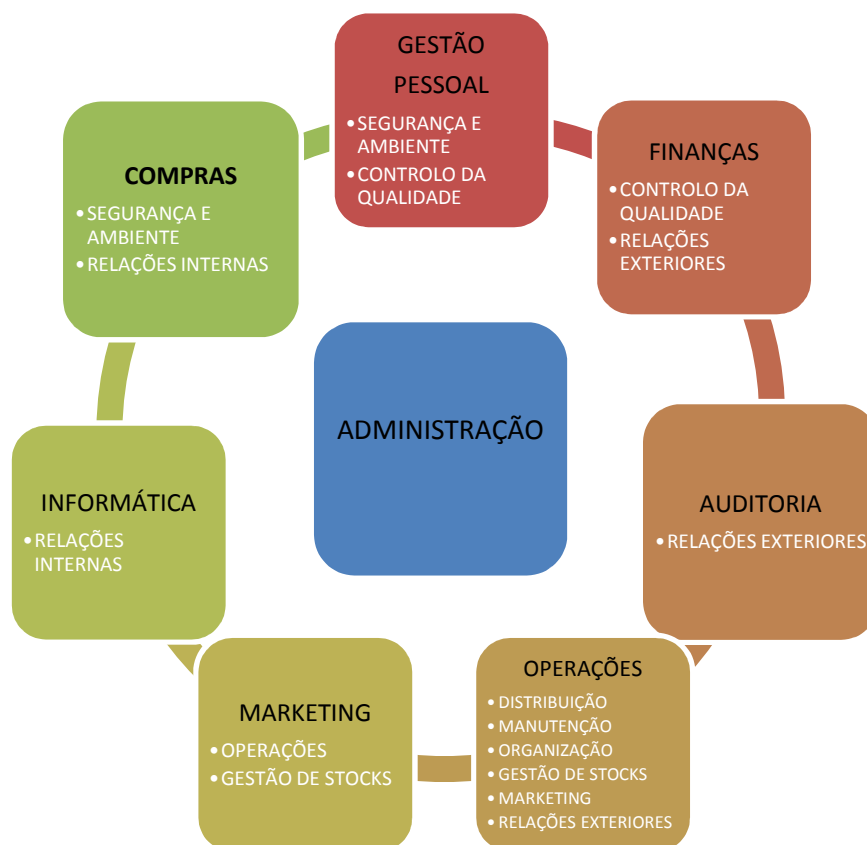 GESTÃO
PESSOAL
•SEGURANÇA E
AMBIENTE
•CONTROLO DA
QUALIDADE
FINANÇAS
•CONTROLO DA
QUALIDADE
•RELAÇÕES
EXTERIORES
AUDITORIA
•RELAÇÕES EXTERIORES
OPERAÇÕES
•DISTRIBUIÇÃO
•MANUTENÇÃO
•ORGANIZAÇÃO
•GESTÃO DE STOCKS
•MARKETING
•RELAÇÕES EXTERIORES
MARKETING
•OPERAÇÕES
•GESTÃO DE STOCKS
INFORMÁTICA
•RELAÇÕES
INTERNAS
COMPRAS
•SEGURANÇA E
AMBIENTE
•RELAÇÕES INTERNAS
ADMINISTRAÇÃO